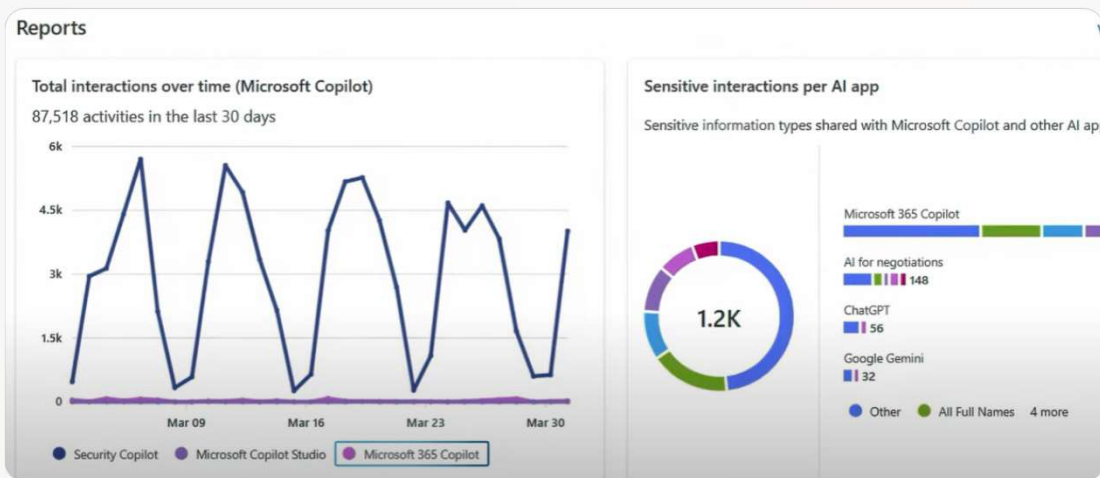 Reports
Total interactions over time (Microsoft Copilot)
87,518 activities in the last 30 days
6k
4.5k
3k
1.5k
0
Mar 09 Mar 16 Mar 23 Mar 30
Security Copilot Microsoft Copilot Studio Microsoft 365 Copilot
Sensitive interactions per AI app
Sensitive information types shared with Microsoft Copilot and other AI ap
1.2K
Microsoft 365 Copilot
AI for negotiations
148
ChatGPT
56
Google Gemini
32
Other All Full Names 4 more